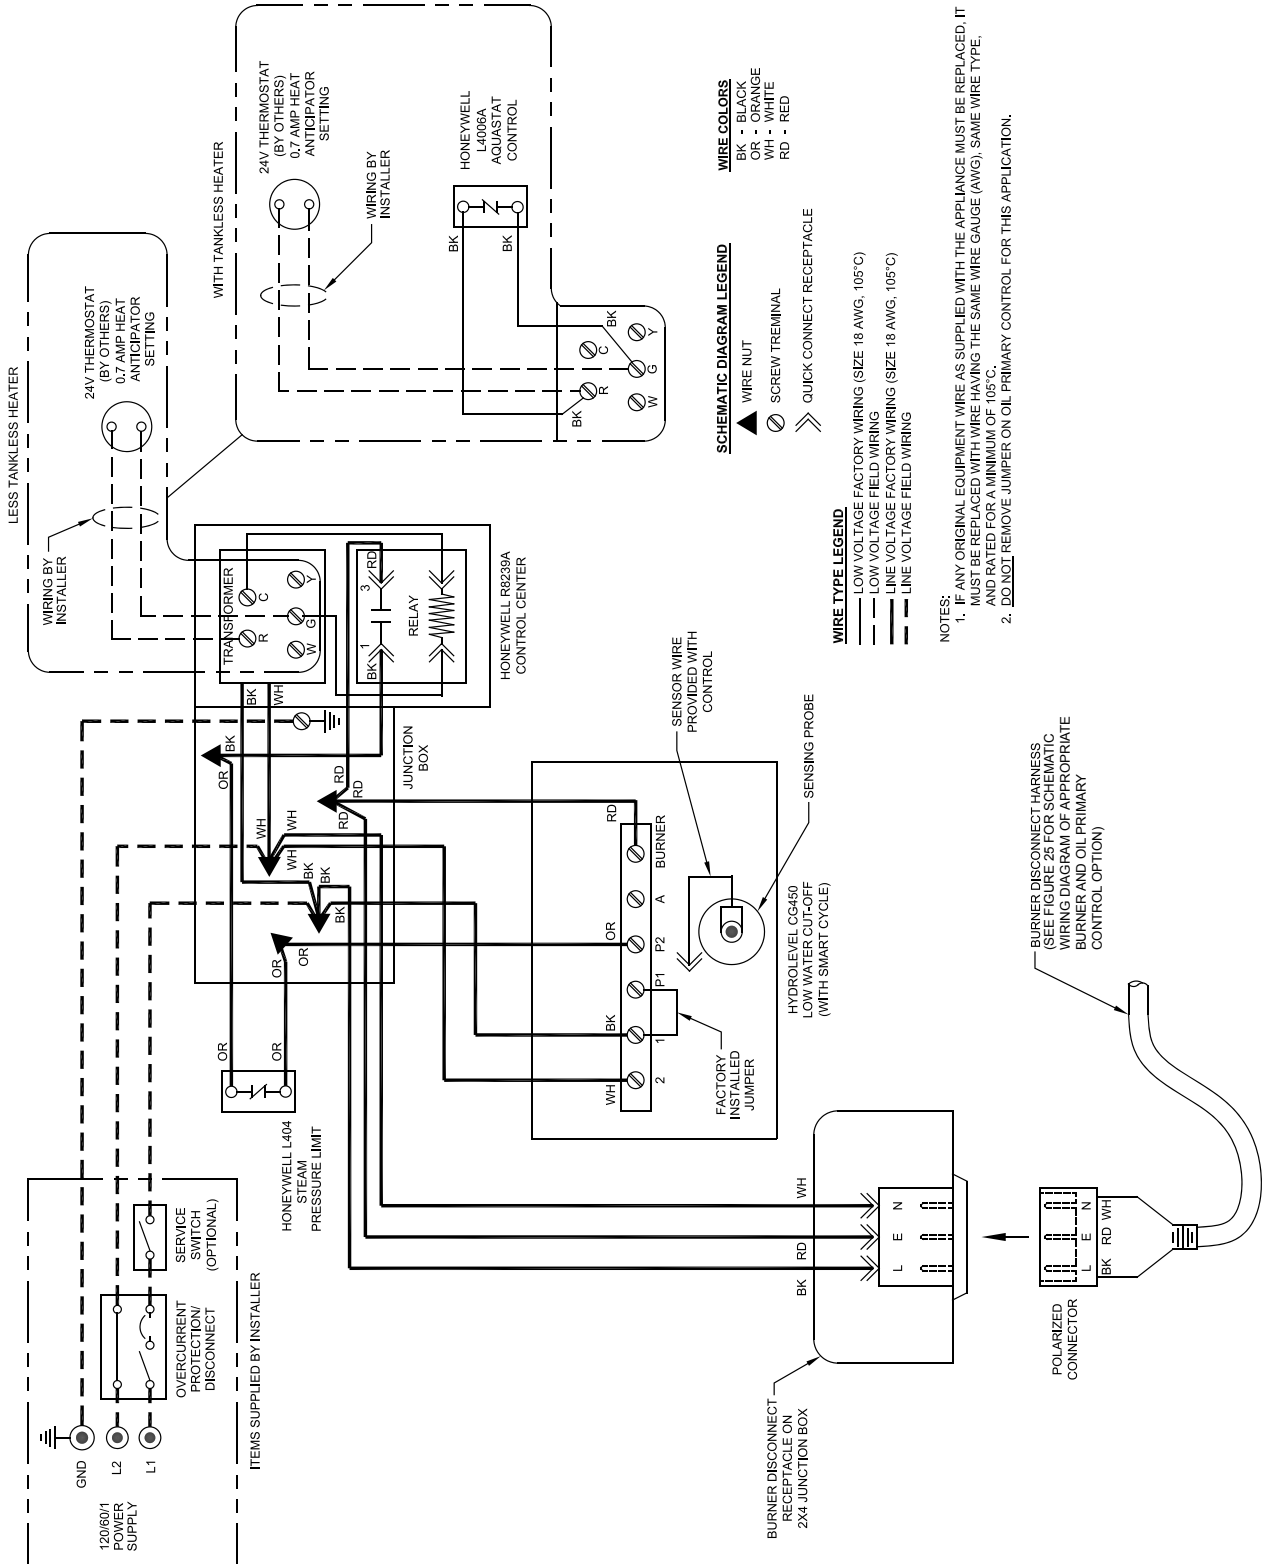 120/60/1
POWER
SUPPLY
GND
L2
L1
OVERCURRENT
PROTECTION/
DISCONNECT
SERVICE
SWITCH
(OPTIONAL)
ITEMS SUPPLIED BY INSTALLER
HONEYWELL L404
STEAM
PRESSURE LIMIT
OR
OR
OR
OR
OR
BK
WH
WH
WH
BK
BK
BK
RD
RD
RD
JUNCTION
BOX
BK
WH
LESS TANKLESS HEATER
WIRING BY
INSTALLER
24V THERMOSTAT
(BY OTHERS)
0.7 AMP HEAT
ANTICIPATOR
SETTING
TRANSFORMER
R
C
W
G
Y
BK
1
3
RD
RELAY
HONEYWELL R8239A
CONTROL CENTER
WITH TANKLESS HEATER
24V THERMOSTAT
(BY OTHERS)
0.7 AMP HEAT
ANTICIPATOR
SETTING
WIRING BY
INSTALLER
HONEYWELL
L4006A
AQUASTAT
CONTROL
BK
BK
BK
BK
R
C
W
G
Y
WH
BK
OR
RD
2
1
P1
P2
A
BURNER
FACTORY
INSTALLED
JUMPER
SENSOR WIRE
PROVIDED WITH
CONTROL
SENSING PROBE
HYDROLEVEL CG450
LOW WATER CUT-OFF
(WITH SMART CYCLE)
BK
RD
WH
L
E
N
BURNER DISCONNECT
RECEPTACLE ON
2X4 JUNCTION BOX
L
E
N
BK
RD
WH
POLARIZED
CONNECTOR
BURNER DISCONNECT HARNESS
(SEE FIGURE 25 FOR SCHEMATIC
WIRING DIAGRAM OF APPROPRIATE
BURNER AND OIL PRIMARY
CONTROL OPTION)
SCHEMATIC DIAGRAM LEGEND
WIRE NUT
SCREW TREMINAL
QUICK CONNECT RECEPTACLE
WIRE COLORS
BK - BLACK
OR - ORANGE
WH - WHITE
RD - RED
WIRE TYPE LEGEND
LOW VOLTAGE FACTORY WIRING (SIZE 18 AWG, 105°C)
LOW VOLTAGE FIELD WIRING
LINE VOLTAGE FACTORY WIRING (SIZE 18 AWG, 105°C)
LINE VOLTAGE FIELD WIRING
NOTES:
1. IF ANY ORIGINAL EQUIPMENT WIRE AS SUPPLIED WITH THE APPLIANCE MUST BE REPLACED, IT
MUST BE REPLACED WITH WIRE HAVING THE SAME WIRE GAUGE (AWG), SAME WIRE TYPE,
AND RATED FOR A MINIMUM OF 105°C.
2. DO NOT REMOVE JUMPER ON OIL PRIMARY CONTROL FOR THIS APPLICATION.